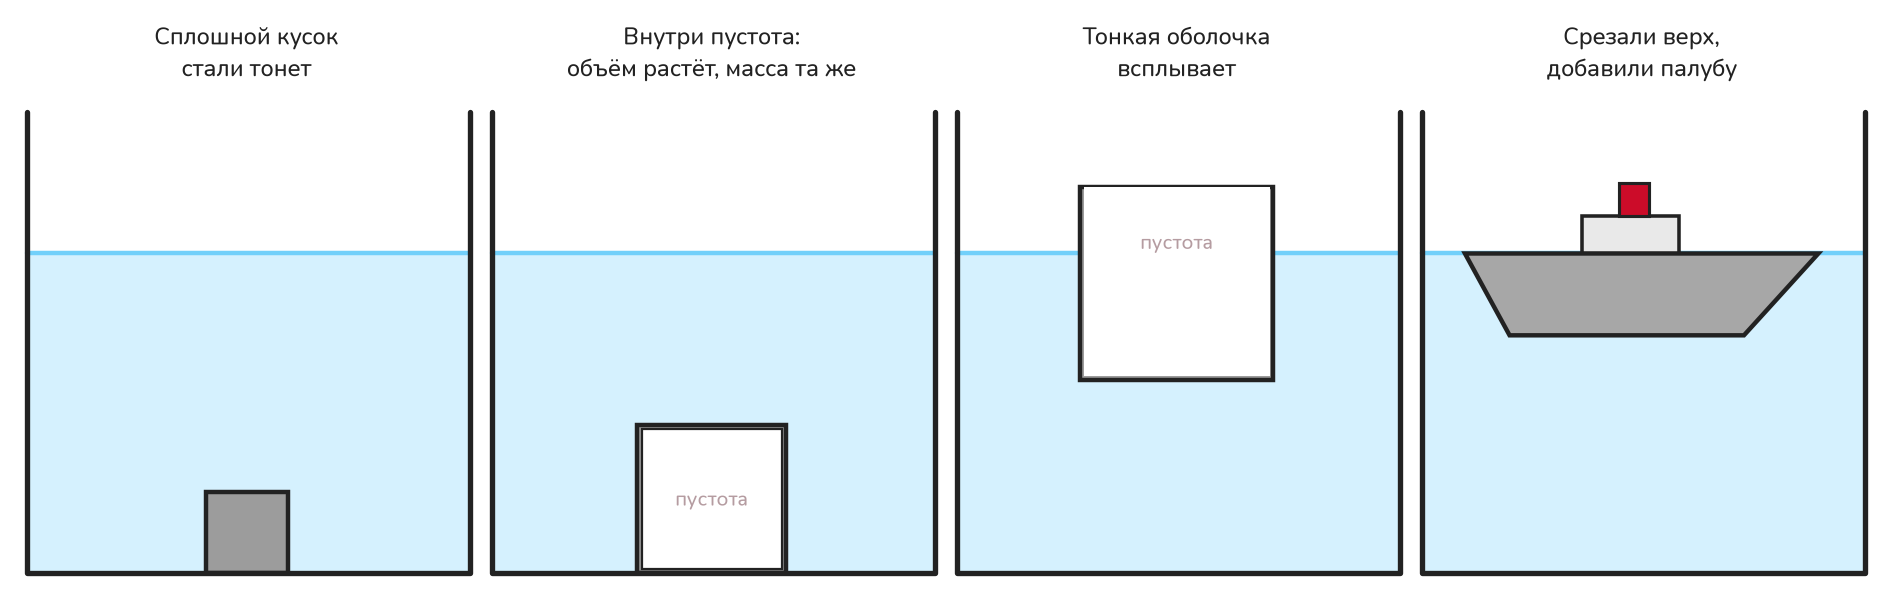 Сплошной кусок
стали тонет
Внутри пустота:
объём растёт, масса та же
Тонкая оболочка
всплывает
Срезали верх,
добавили палубу
пустота
пустота